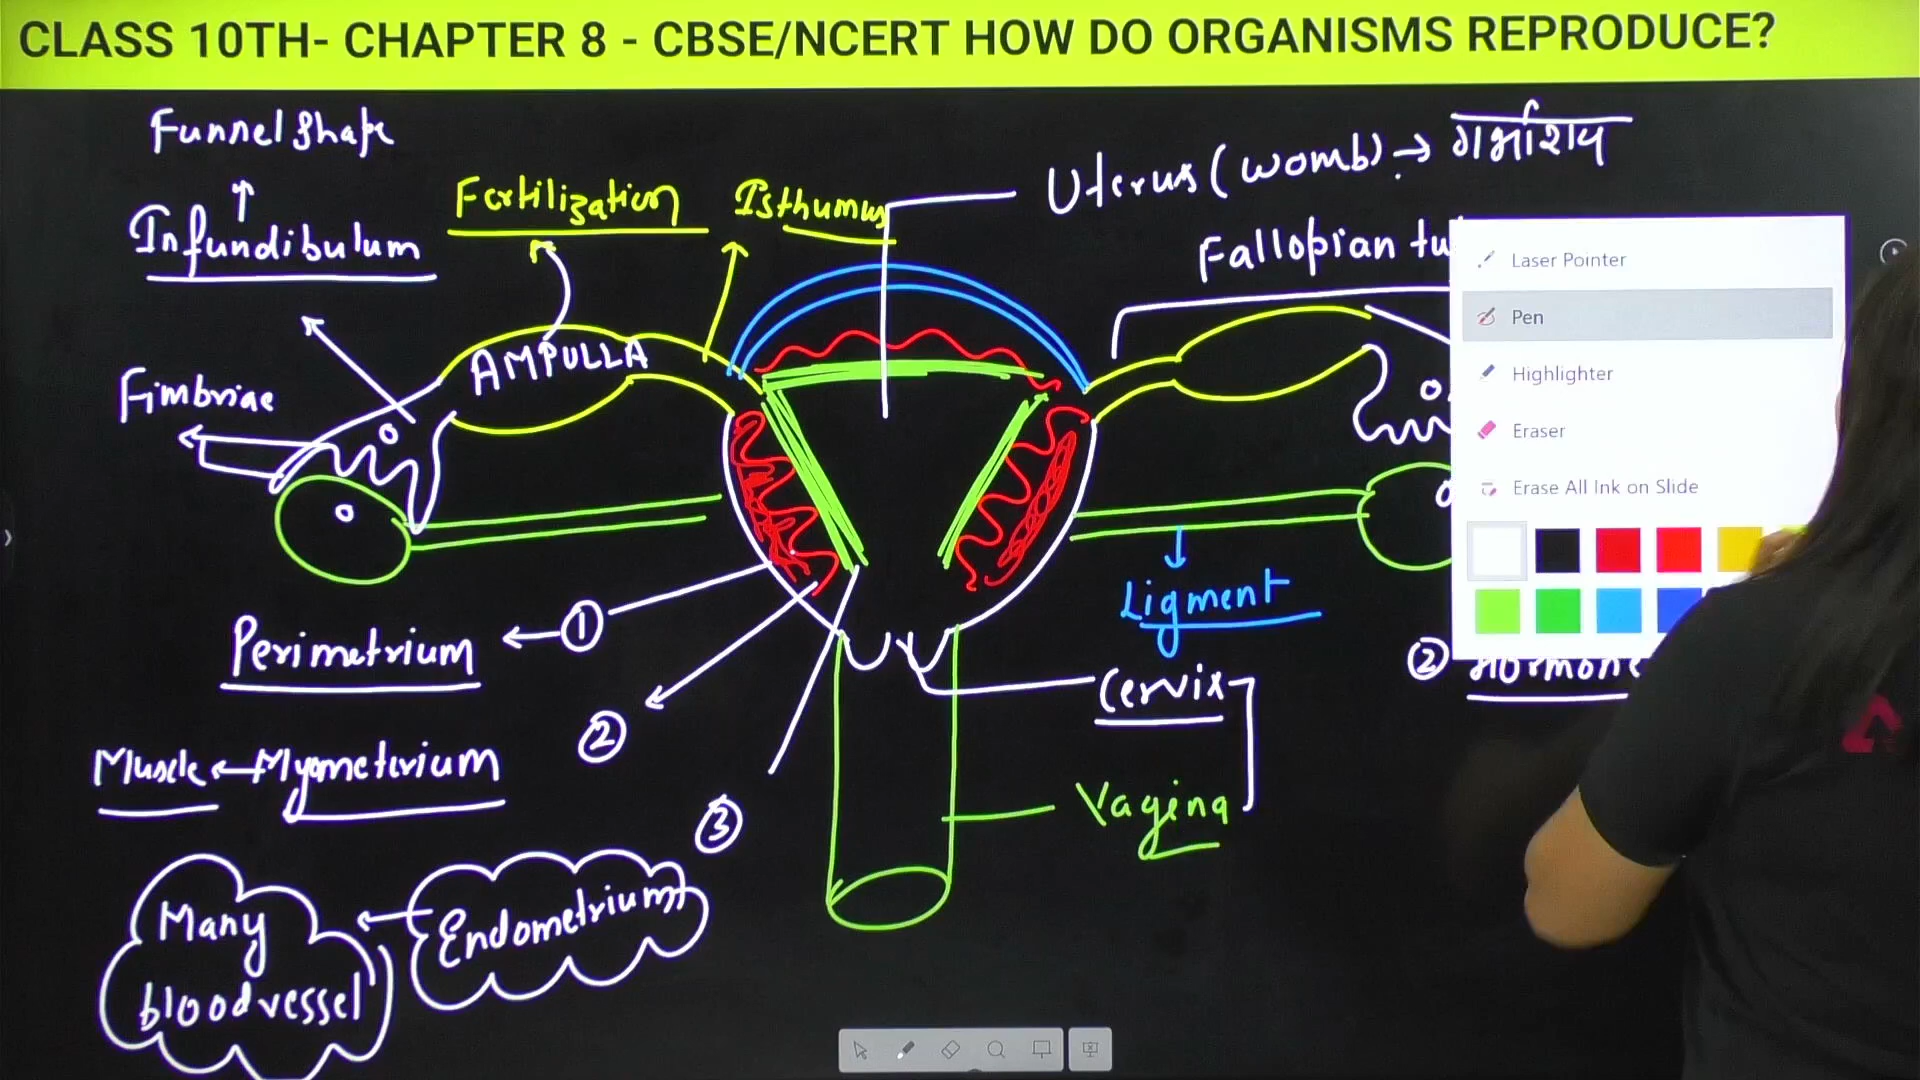 CLASS 10TH- CHAPTER 8 - CBSE/NCERT HOW DO ORGANISMS REPRODUCE?
Funnel Shape
Infundibulum
Fertilization
Isthumus
Uterus (womb) → गर्भाशय
Fallopian tu
AMPULLA
Fimbriae
Laser Pointer
Pen
Highlighter
Eraser
Erase All Ink on Slide
Ligment
Perimetrium ← ①
② Hormone
Cervix
Muscle ← Myometirium
②
Vagina
③
Many ← Endometrium
bloodvessel